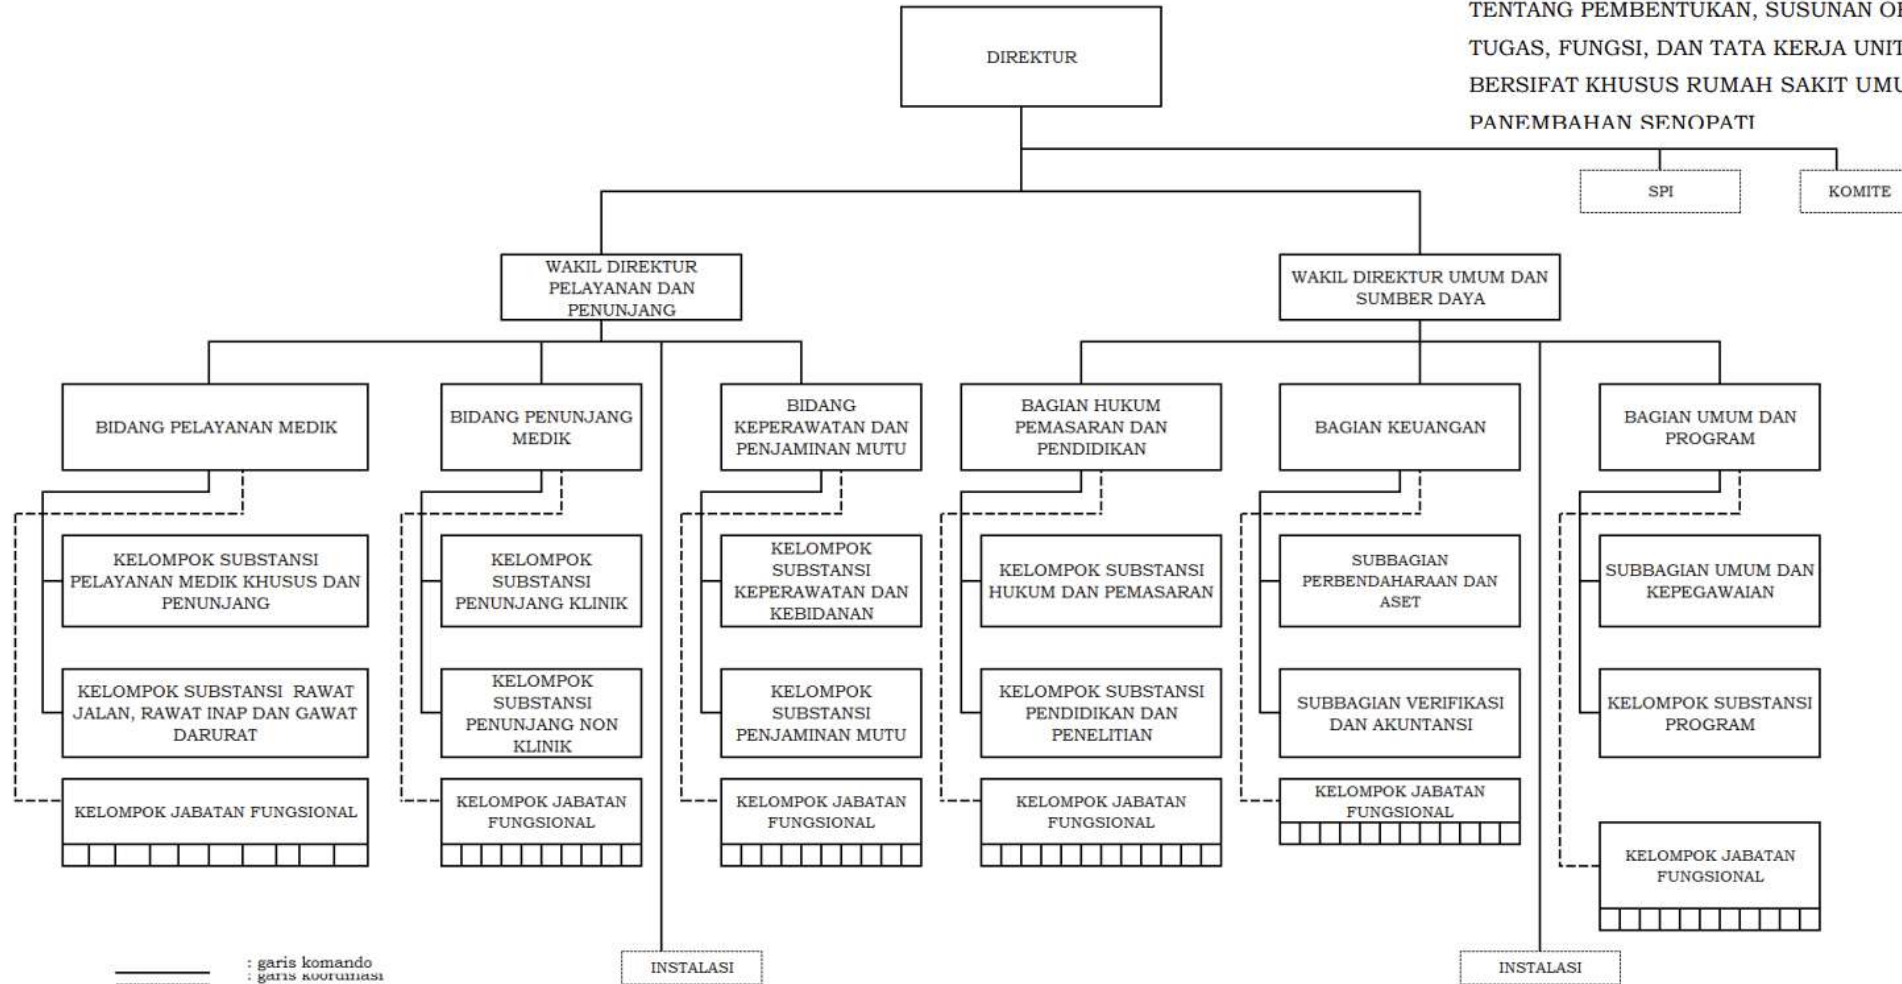 TENTANG PEMBENTUKAN, SUSUNAN
TUGAS, FUNGSI, DAN TATA KERJA UNIT
BERSIFAT KHUSUS RUMAH SAKIT
PANEMBAHAN SENOPATI
DIREKTUR
SPI
KOMITE
WAKIL DIREKTUR
PELAYANAN DAN
PENUNJANG
WAKIL DIREKTUR UMUM DAN
SUMBER DAYA
BIDANG PELAYANAN MEDIK
BIDANG PENUNJANG
MEDIK
BIDANG
KEPERAWATAN DAN
PENJAMINAN MUTU
BAGIAN HUKUM
PEMASARAN DAN
PENDIDIKAN
BAGIAN KEUANGAN
BAGIAN UMUM DAN
PROGRAM
KELOMPOK SUBSTANSI
PELAYANAN MEDIK KHUSUS DAN
PENUNJANG
KELOMPOK
SUBSTANSI
PENUNJANG KLINIK
KELOMPOK
SUBSTANSI
KEPERAWATAN DAN
KEBIDANAN
KELOMPOK SUBSTANSI
HUKUM DAN PEMASARAN
SUBBAGIAN
PERBENDAHARAAN DAN
ASET
SUBBAGIAN UMUM DAN
KEPEGAWAIAN
KELOMPOK SUBSTANSI RAWAT
JALAN, RAWAT INAP DAN GAWAT
DARURAT
KELOMPOK
SUBSTANSI
PENUNJANG NON
KLINIK
KELOMPOK
SUBSTANSI
PENJAMINAN MUTU
KELOMPOK SUBSTANSI
PENDIDIKAN DAN
PENELITIAN
SUBBAGIAN VERIFIKASI
DAN AKUNTANSI
KELOMPOK SUBSTANSI
PROGRAM
KELOMPOK JABATAN FUNGSIONAL
KELOMPOK JABATAN
FUNGSIONAL
KELOMPOK JABATAN
FUNGSIONAL
KELOMPOK JABATAN
FUNGSIONAL
KELOMPOK JABATAN
FUNGSIONAL
KELOMPOK JABATAN
FUNGSIONAL
INSTALASI
INSTALASI
: garis komando
: garis koordinasi